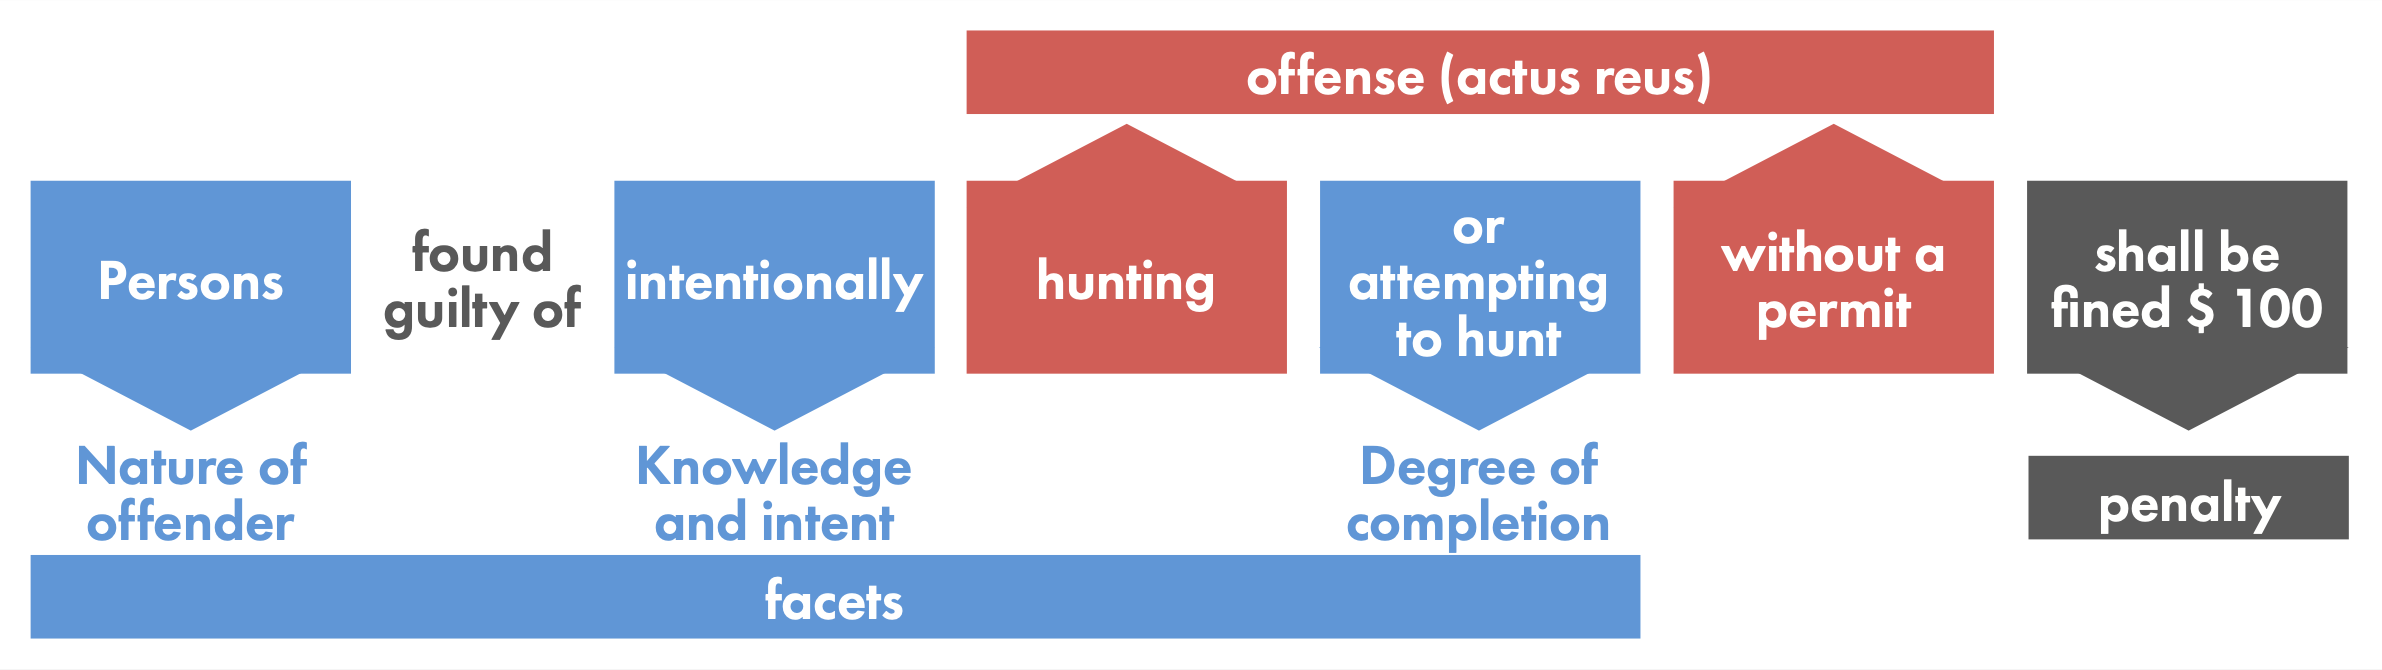 offense (actus reus)
Persons
found
guilty of
intentionally
hunting
or
attempting
to hunt
without a
permit
shall be
fined $ 100
Nature of
offender
Knowledge
and intent
Degree of
completion
penalty
facets